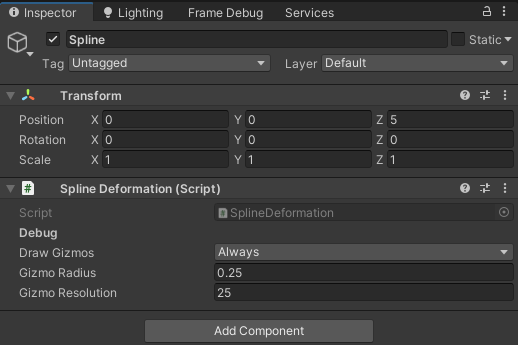 Inspector Lighting Frame Debug Services
Spline Static
Tag Untagged Layer Default
Transform
Position X 0 Y 0 Z 5
Rotation X 0 Y 0 Z 0
Scale X 1 Y 1 Z 1
# Spline Deformation (Script)
Script # SplineDeformation
Debug
Draw Gizmos Always
Gizmo Radius 0.25
Gizmo Resolution 25
Add Component